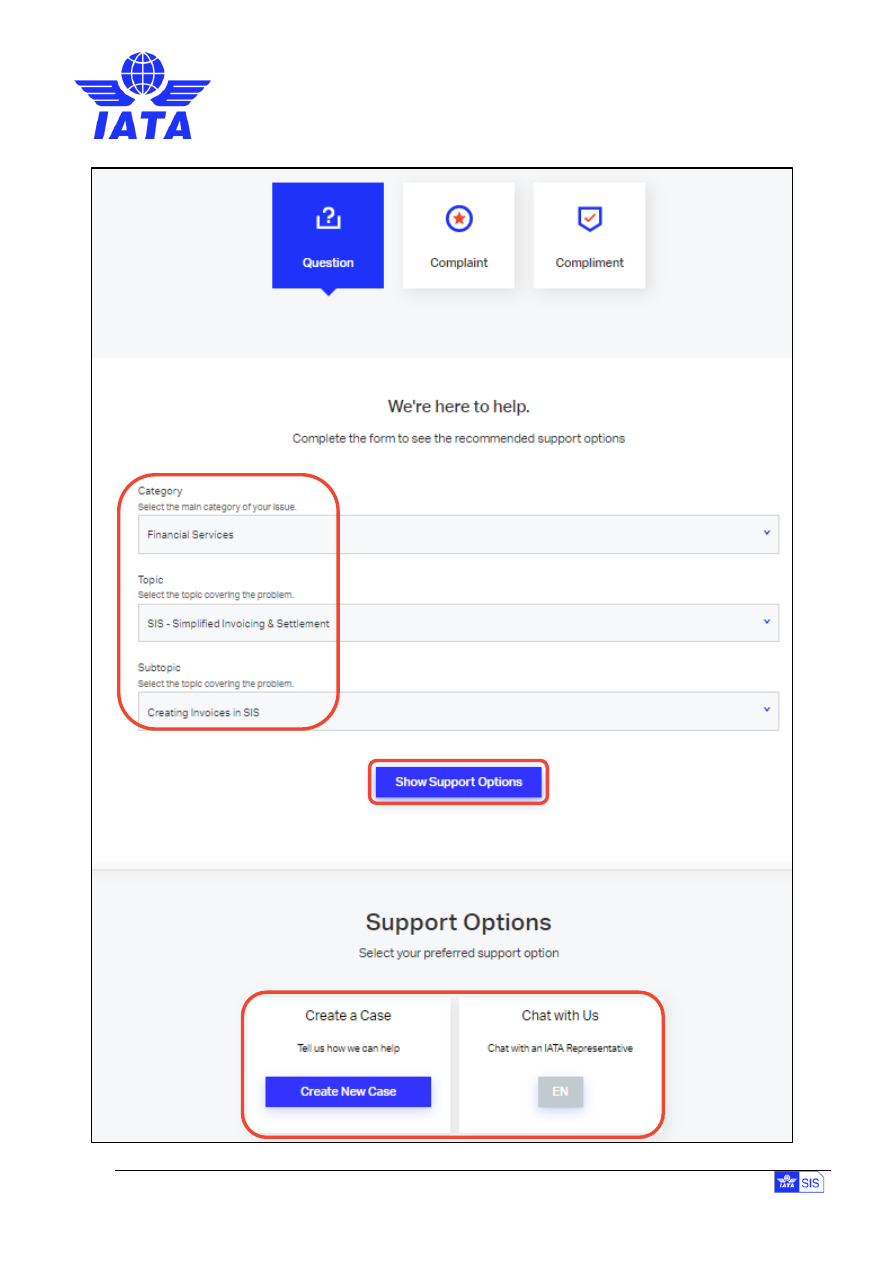 IATA
Question
Complaint
Compliment
We're here to help.
Complete the form to see the recommended support options
Category
Select the main category of your issue.
Financial Services
Topic
Select the topic covering the problem.
SIS - Simplified Invoicing & Settlement
Subtopic
Select the topic covering the problem.
Creating Invoices in SIS
Show Support Options
Support Options
Select your preferred support option
Create a Case
Chat with Us
Tell us how we can help
Chat with an IATA Representative
Create New Case
EN
IATA SIS